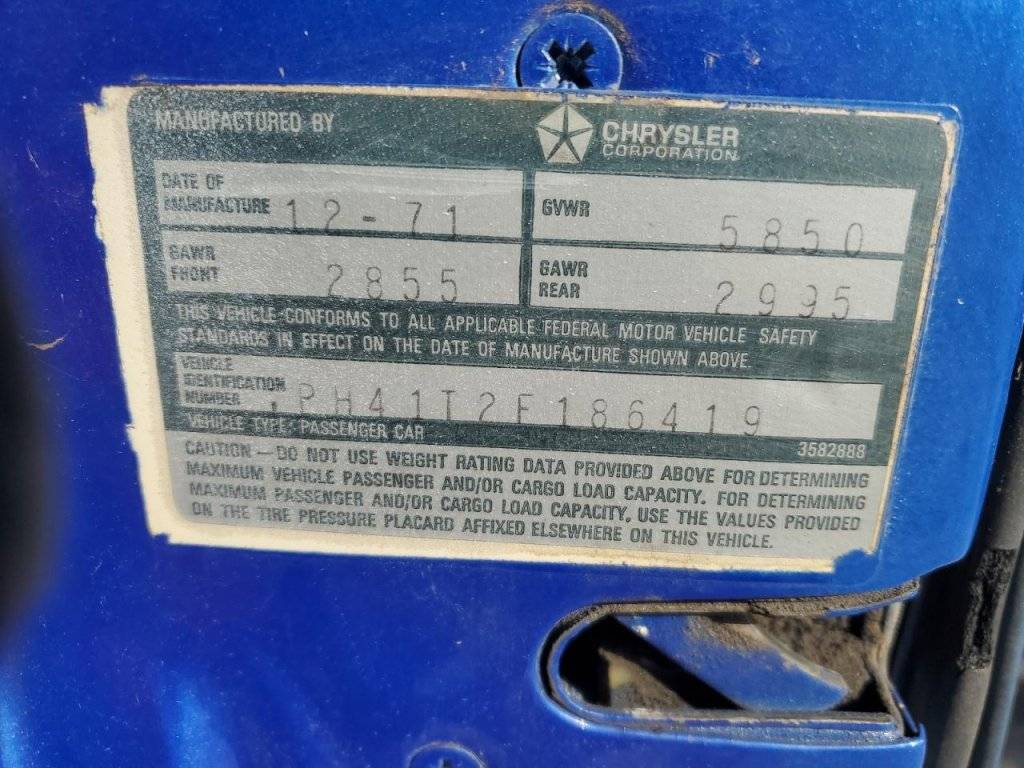 MANUFACTURED BY CHRYSLER
CORPORATION
DATE OF
MANUFACTURE 12-71 GVWR 5850
GAWR
FRONT 2855 GAWR
REAR 2995
THIS VEHICLE CONFORMS TO ALL APPLICABLE FEDERAL MOTOR VEHICLE SAFETY
STANDARDS IN EFFECT ON THE DATE OF MANUFACTURE SHOWN ABOVE.
VEHICLE
IDENTIFICATION
NUMBER PH41T2F186419
VEHICLE TYPE: PASSENGER CAR 3582888
CAUTION — DO NOT USE WEIGHT RATING DATA PROVIDED ABOVE FOR DETERMINING
MAXIMUM VEHICLE PASSENGER AND/OR CARGO LOAD CAPACITY. FOR DETERMINING
MAXIMUM PASSENGER AND/OR CARGO LOAD CAPACITY, USE THE VALUES PROVIDED
ON THE TIRE PRESSURE PLACARD AFFIXED ELSEWHERE ON THIS VEHICLE.